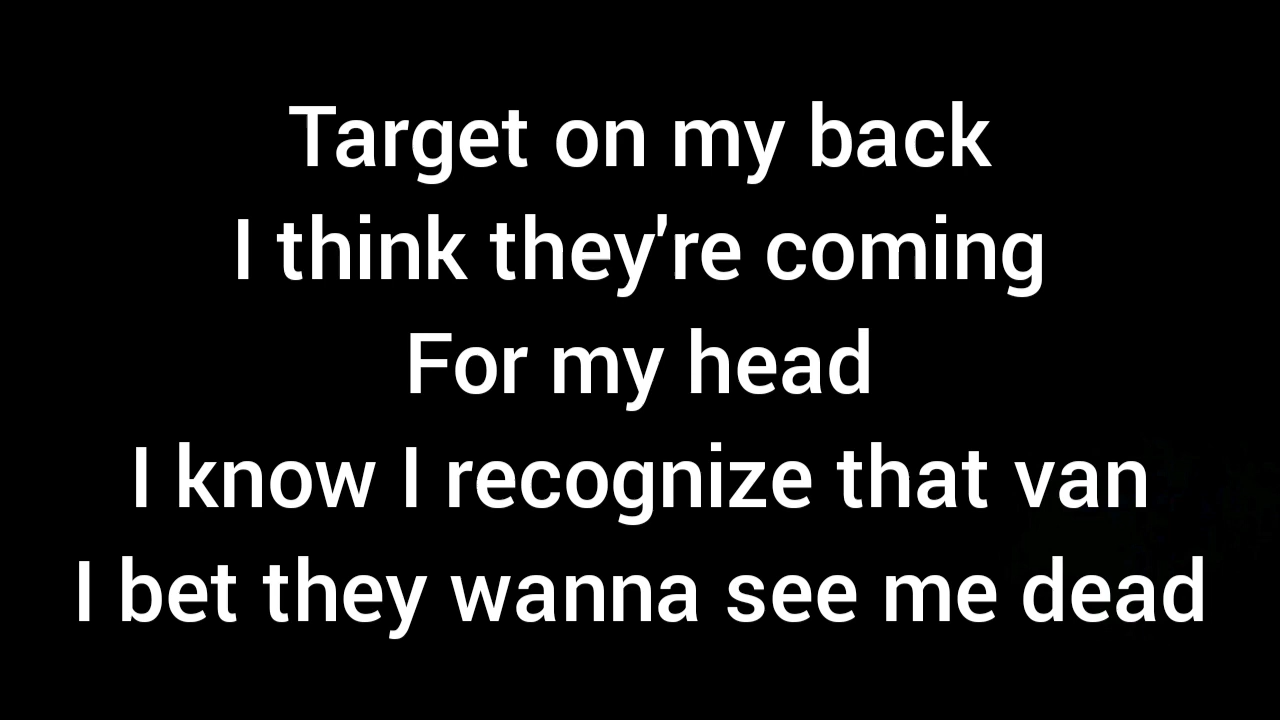 Target on my back
I think they're coming
For my head
I know I recognize that van
I bet they wanna see me dead